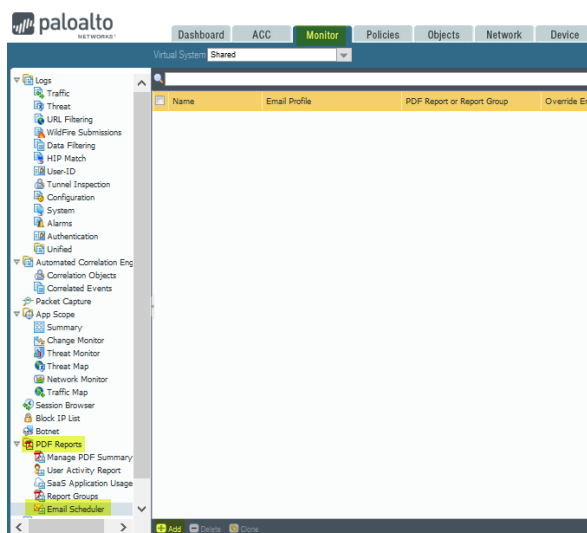 paloalto
NETWORKS
Dashboard ACC Monitor Policies Objects Network Device
Virtual System Shared
Logs
Traffic
Threat
URL Filtering
WildFire Submissions
Data Filtering
HIP Match
User-ID
Tunnel Inspection
Configuration
System
Alarms
Authentication
Unified
Automated Correlation Eng
Correlation Objects
Correlated Events
Packet Capture
App Scope
Summary
Change Monitor
Threat Monitor
Threat Map
Network Monitor
Traffic Map
Session Browser
Block IP List
Botnet
PDF Reports
Manage PDF Summary
User Activity Report
SaaS Application Usage
Report Groups
Email Scheduler
Name Email Profile PDF Report or Report Group Override Em
Add Delete Clone